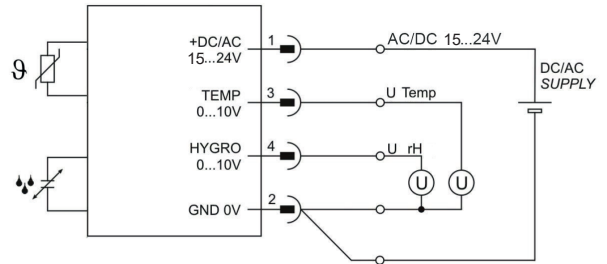 +DC/AC 1 AC/DC 15...24V
15...24V
DC/AC
SUPPLY
ϑ
TEMP 3 U Temp
0...10V
HYGRO 4 U rH
0...10V
U U
GND 0V 2